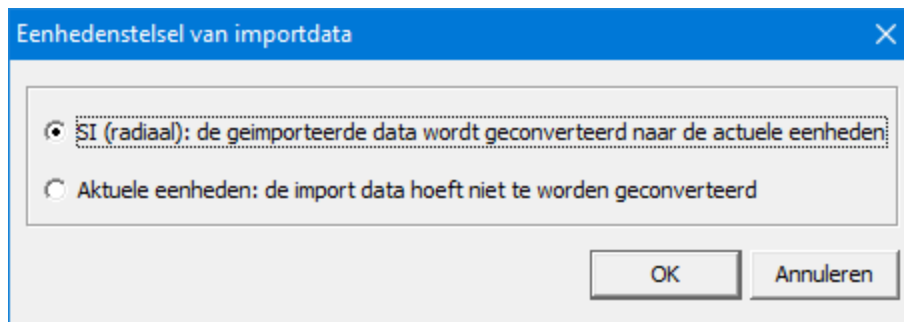 Eenhedenstelsel van importdata
SI (radiaal): de geimporteerde data wordt geconverteerd naar de actuele eenheden
Aktuele eenheden: de import data hoeft niet te worden geconverteerd
OK
Annuleren